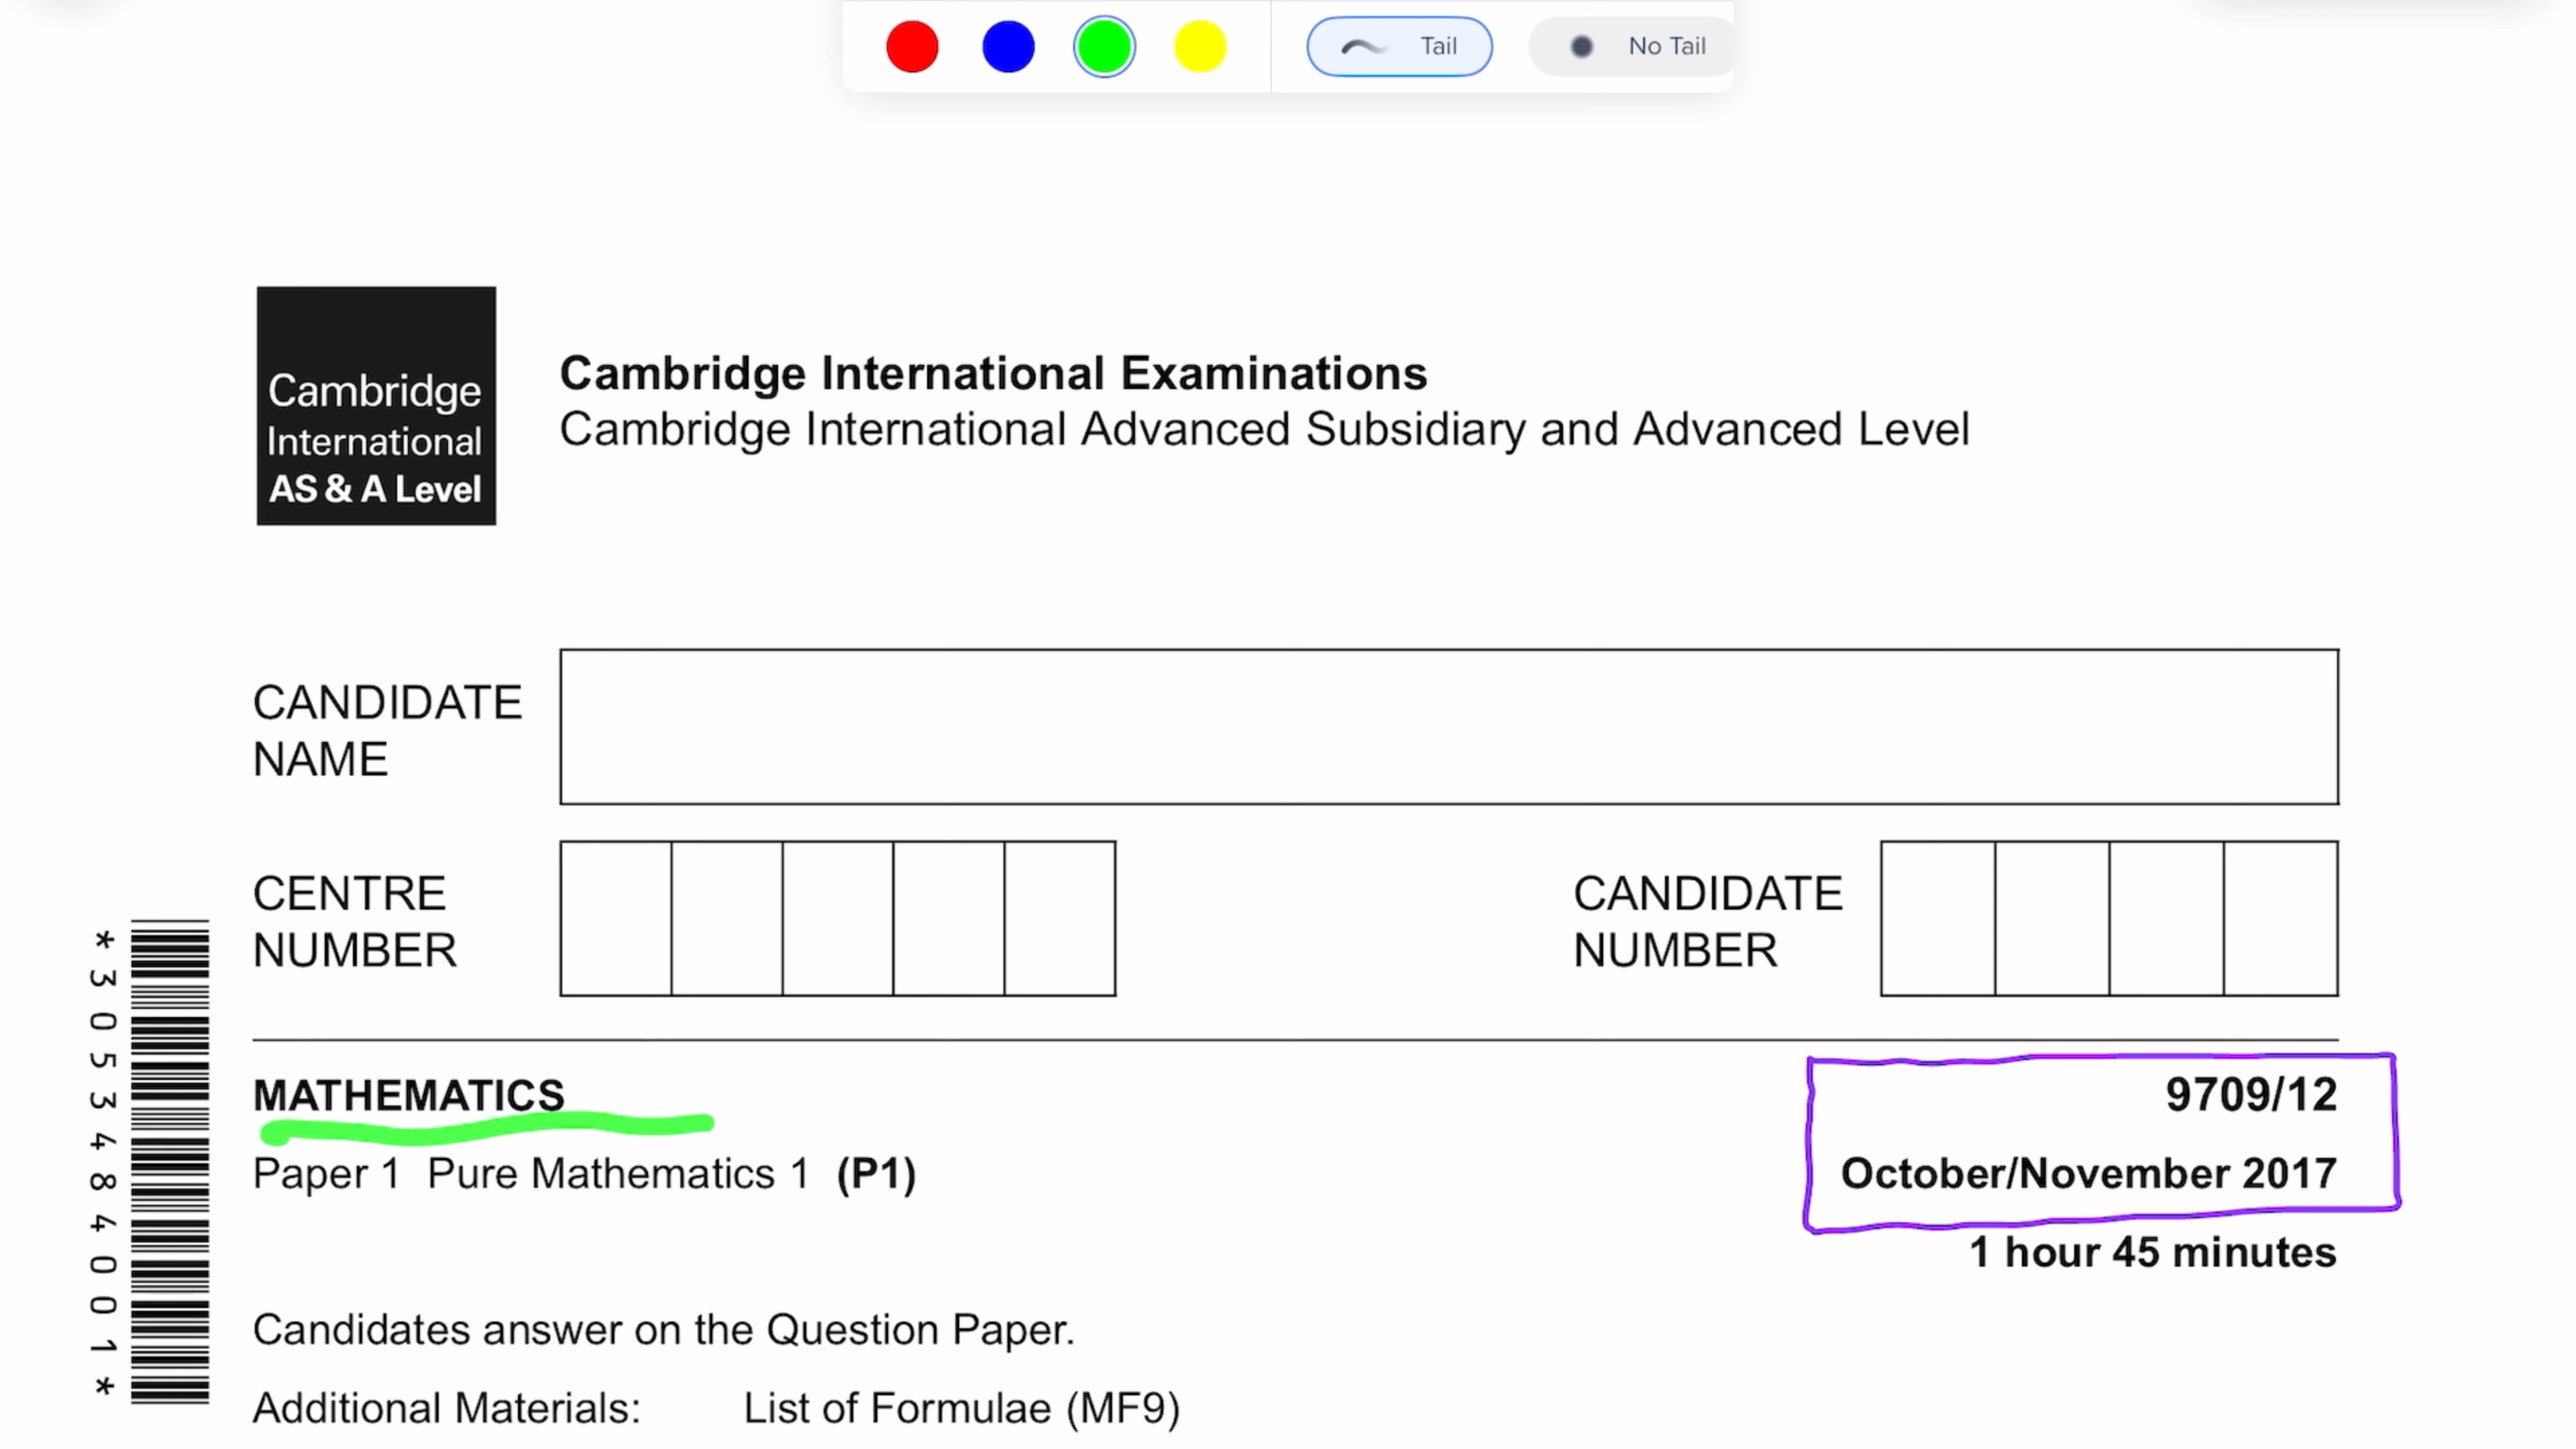 Tail
No Tail
Cambridge
International
AS & A Level
Cambridge International Examinations
Cambridge International Advanced Subsidiary and Advanced Level
CANDIDATE
NAME
CENTRE
NUMBER
CANDIDATE
NUMBER
*3053484001*
MATHEMATICS
9709/12
Paper 1 Pure Mathematics 1 (P1)
October/November 2017
1 hour 45 minutes
Candidates answer on the Question Paper.
Additional Materials: List of Formulae (MF9)